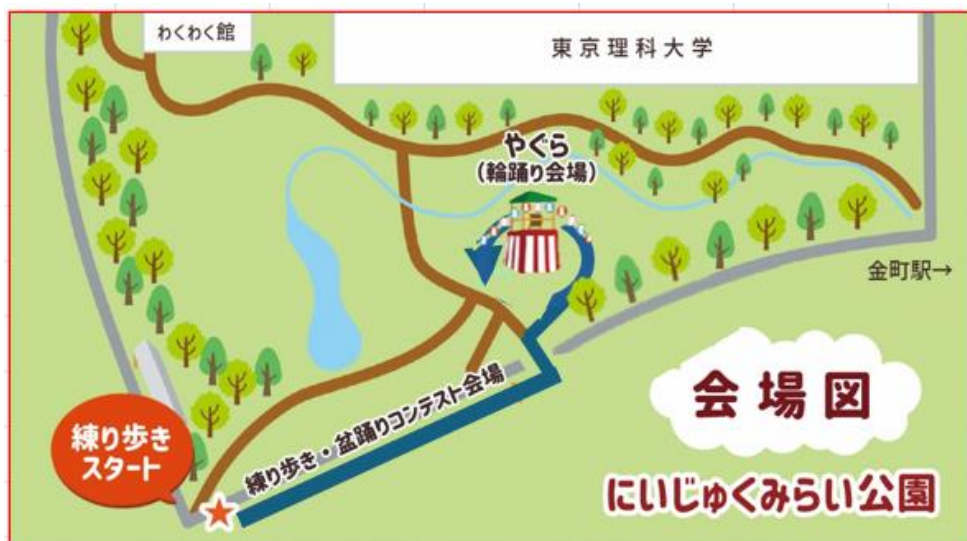 わくわく館
東京理科大学
やぐら
(輪踊り会場)
金町駅→
練り歩き・盆踊りコンテスト会場
会場図
練り歩き
スタート
にいじゅくみらい公園